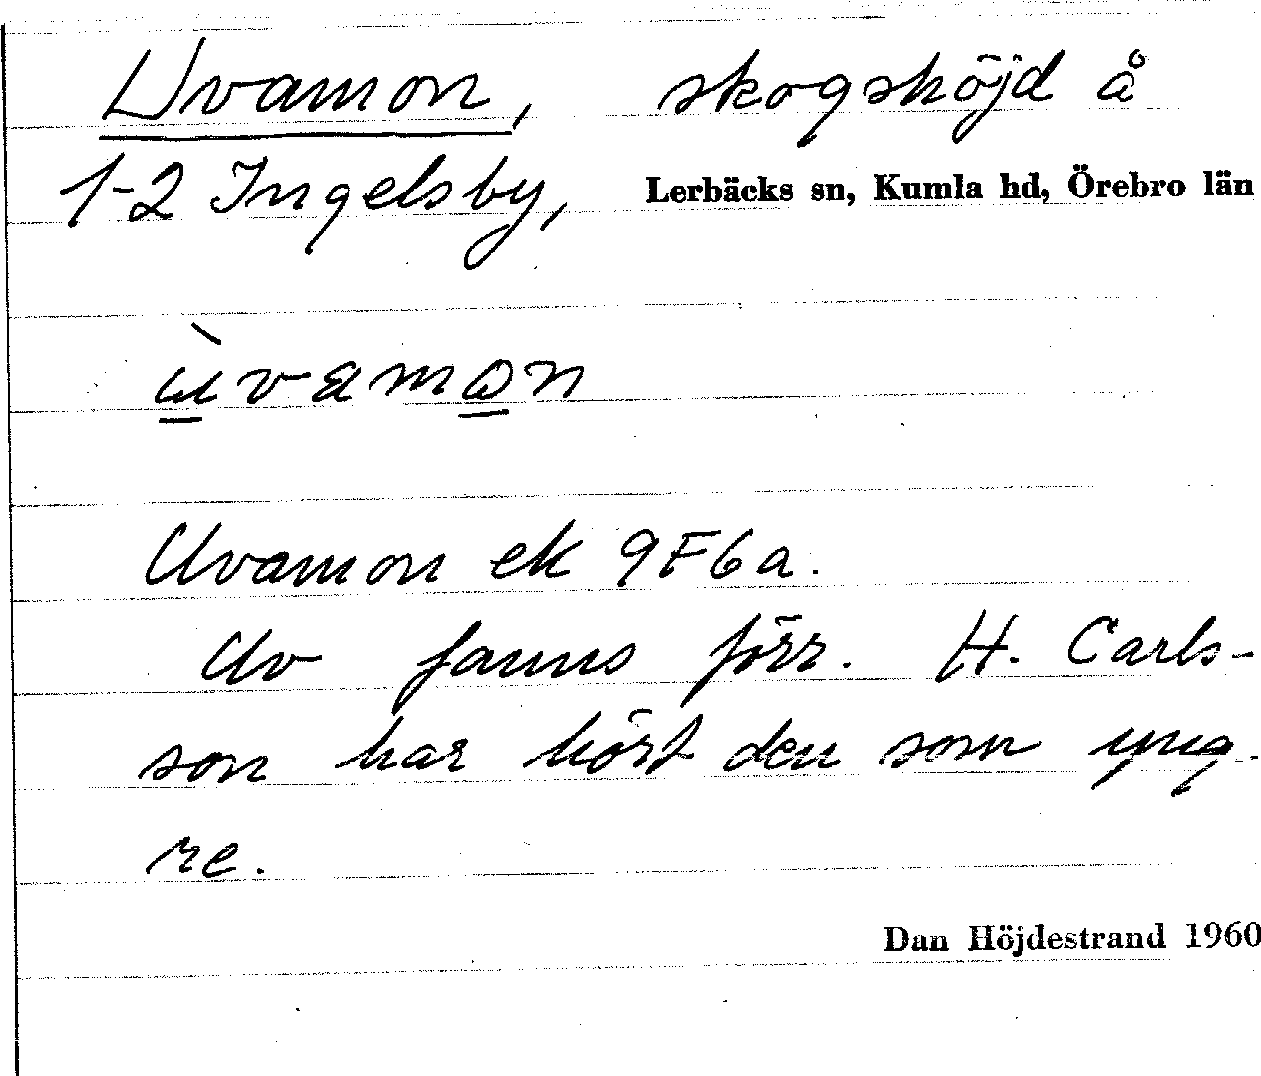 Uvamon, skogshöjd å
1-2 Ingelsby, Lerbäcks sn, Kumla hd, Örebro län
ùvamon
Uvamon ek 9F6a.
Uv fanns förr. H. Carls-
son har hört den som yng-
re.
Dan Höjdestrand 1960